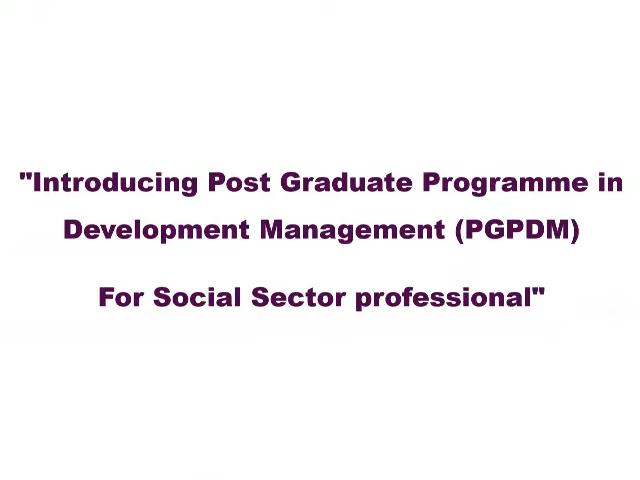 "Introducing Post Graduate Programme in
Development Management (PGPDM)
For Social Sector professional"